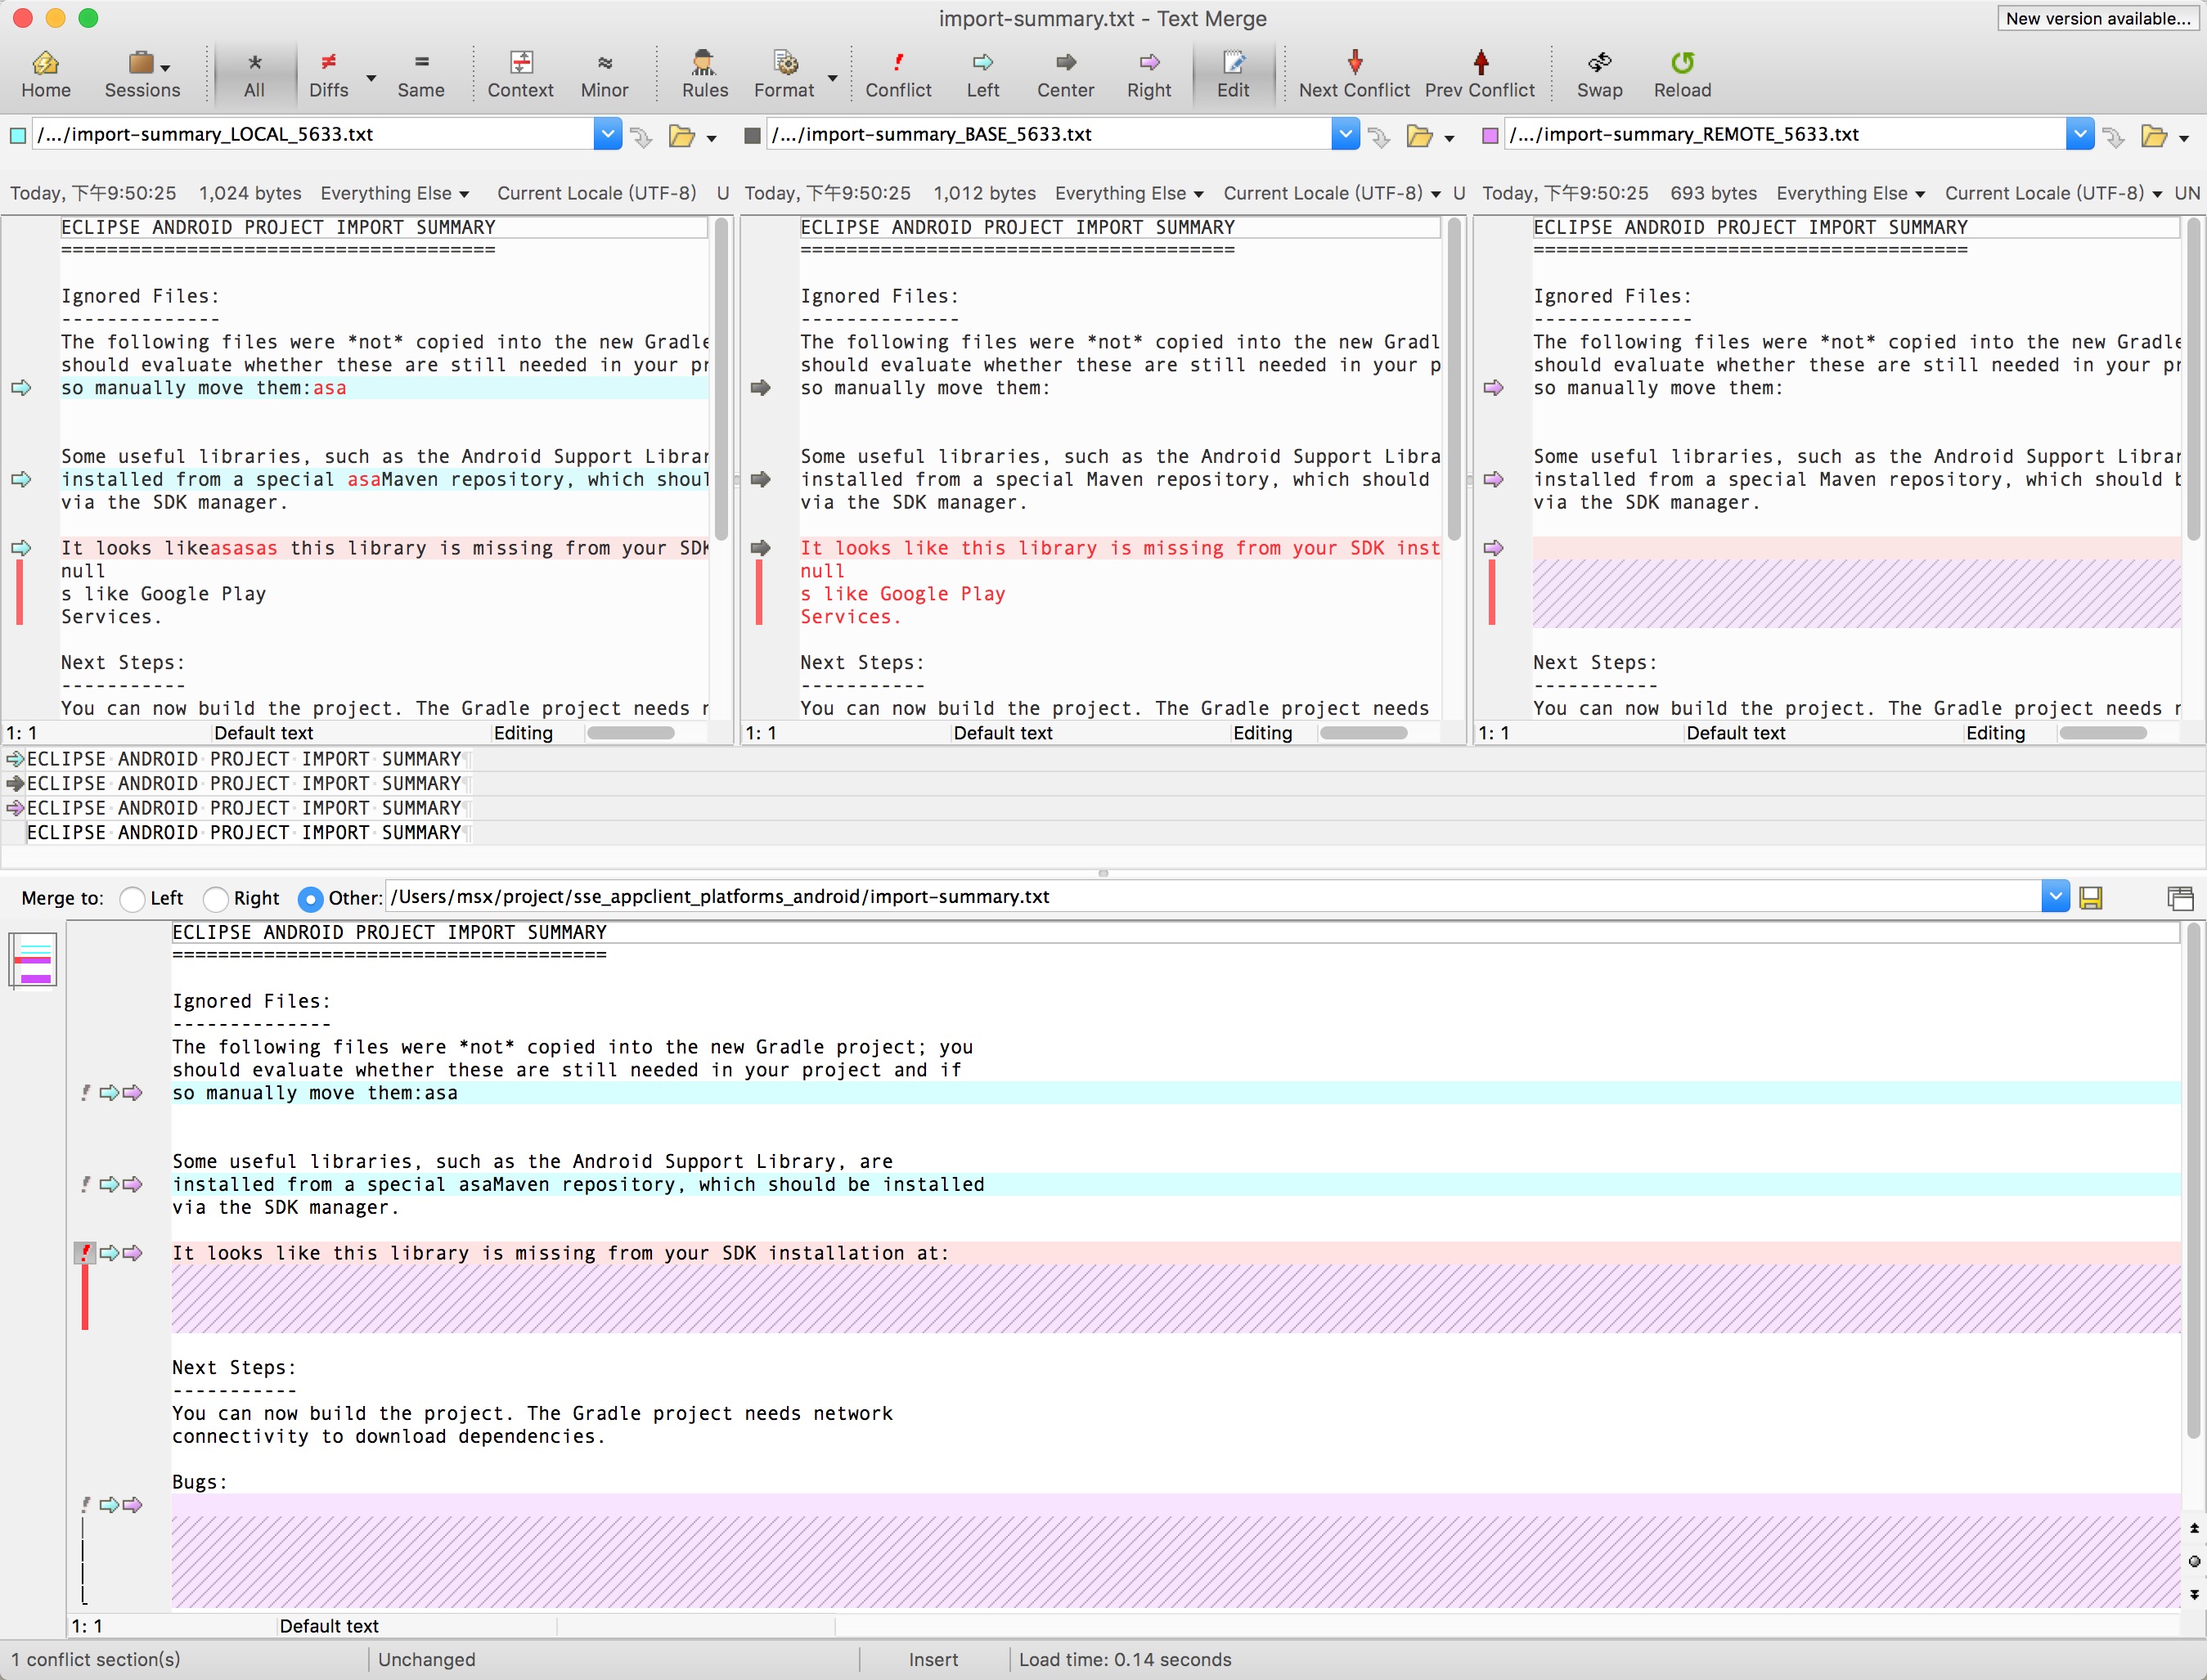 import-summary.txt - Text Merge
New version available...
Home Sessions All Diffs Same Context Minor Rules Format Conflict Left Center Right Edit Next Conflict Prev Conflict Swap Reload
/.../import-summary_LOCAL_5633.txt
/.../import-summary_BASE_5633.txt
/.../import-summary_REMOTE_5633.txt
Today, 下午9:50:25 1,024 bytes Everything Else Current Locale (UTF-8) U
Today, 下午9:50:25 1,012 bytes Everything Else Current Locale (UTF-8) U
Today, 下午9:50:25 693 bytes Everything Else Current Locale (UTF-8) UN
ECLIPSE ANDROID PROJECT IMPORT SUMMARY
======================================
Ignored Files:
--------------
The following files were *not* copied into the new Gradle
should evaluate whether these are still needed in your pr
so manually move them:asa
Some useful libraries, such as the Android Support Librar
installed from a special asaMaven repository, which shoul
via the SDK manager.
It looks likeasasas this library is missing from your SDK
null
s like Google Play
Services.
Next Steps:
-----------
You can now build the project. The Gradle project needs r
1: 1 Default text Editing
ECLIPSE ANDROID PROJECT IMPORT SUMMARY
======================================
Ignored Files:
--------------
The following files were *not* copied into the new Gradl
should evaluate whether these are still needed in your p
so manually move them:
Some useful libraries, such as the Android Support Libra
installed from a special Maven repository, which should
via the SDK manager.
It looks like this library is missing from your SDK inst
null
s like Google Play
Services.
Next Steps:
-----------
You can now build the project. The Gradle project needs
1: 1 Default text Editing
ECLIPSE ANDROID PROJECT IMPORT SUMMARY
======================================
Ignored Files:
--------------
The following files were *not* copied into the new Gradle
should evaluate whether these are still needed in your pr
so manually move them:
Some useful libraries, such as the Android Support Librar
installed from a special Maven repository, which should b
via the SDK manager.
Next Steps:
-----------
You can now build the project. The Gradle project needs r
1: 1 Default text Editing
ECLIPSE·ANDROID·PROJECT·IMPORT·SUMMARY¶
ECLIPSE·ANDROID·PROJECT·IMPORT·SUMMARY¶
ECLIPSE·ANDROID·PROJECT·IMPORT·SUMMARY¶
ECLIPSE·ANDROID·PROJECT·IMPORT·SUMMARY¶
Merge to: Left Right Other: /Users/msx/project/sse_appclient_platforms_android/import-summary.txt
ECLIPSE ANDROID PROJECT IMPORT SUMMARY
======================================
Ignored Files:
--------------
The following files were *not* copied into the new Gradle project; you
should evaluate whether these are still needed in your project and if
so manually move them:asa
Some useful libraries, such as the Android Support Library, are
installed from a special asaMaven repository, which should be installed
via the SDK manager.
It looks like this library is missing from your SDK installation at:
Next Steps:
-----------
You can now build the project. The Gradle project needs network
connectivity to download dependencies.
Bugs:
1: 1 Default text
1 conflict section(s) Unchanged Insert Load time: 0.14 seconds